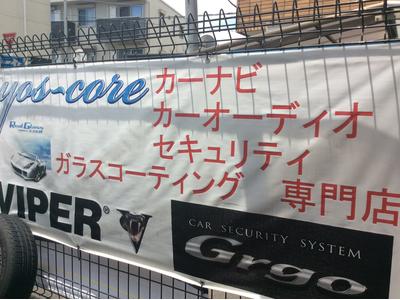 yos-core
カーナビ
カーオーディオ
セキュリティ
ガラスコーティング 専門店
VIPER®
CAR SECURITY SYSTEM
Grgo